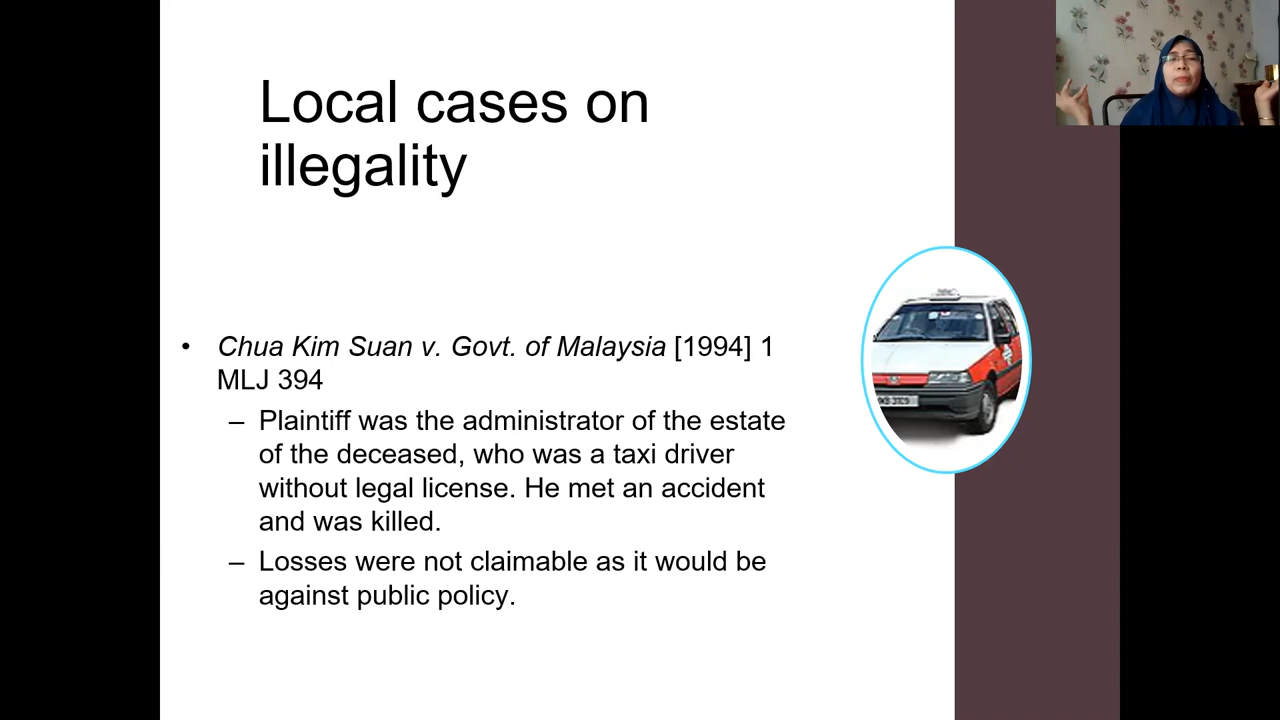 Local cases on
illegality
• Chua Kim Suan v. Govt. of Malaysia [1994] 1
MLJ 394
– Plaintiff was the administrator of the estate
of the deceased, who was a taxi driver
without legal license. He met an accident
and was killed.
– Losses were not claimable as it would be
against public policy.